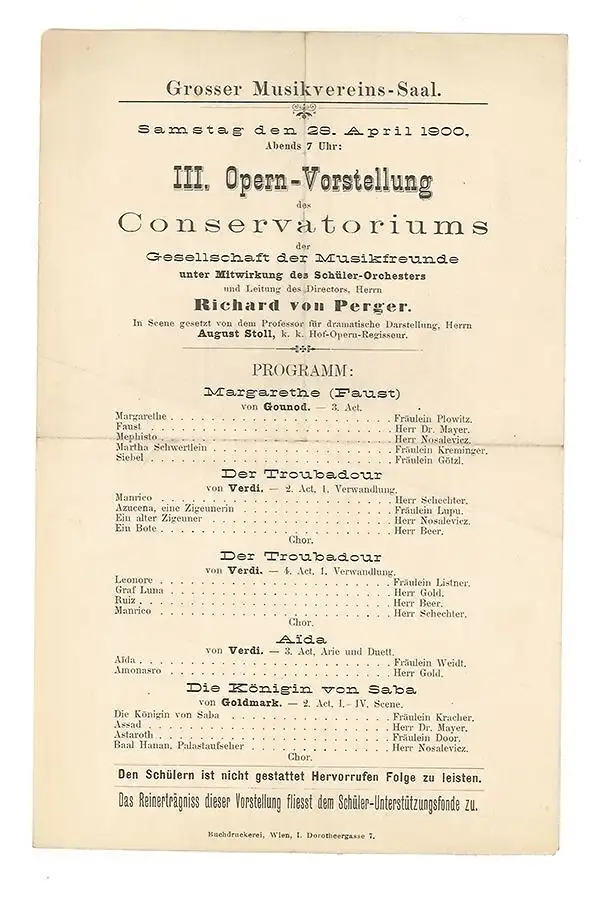 Grosser Musikvereins-Saal.
Samstag den 28. April 1900,
Abends 7 Uhr:
III. Opern-Vorstellung
des
Conservatoriums
der
Gesellschaft der Musikfreunde
unter Mitwirkung des Schüler-Orchesters
und Leitung des Directors, Herrn
Richard von Perger.
In Scene gesetzt von dem Professor für dramatische Darstellung, Herrn
August Stoll, k. k. Hof-Opern-Regisseur.
PROGRAMM:
Margarethe (Faust)
von Gounod. — 3. Act.
Margarethe . . . . . . . . . . . . . . . . . . . . Fräulein Plowitz.
Faust . . . . . . . . . . . . . . . . . . . . Herr Dr. Mayer.
Mephisto . . . . . . . . . . . . . . . . . . . . Herr Nosalevicz.
Martha Schwertlein . . . . . . . . . . . . . . . . Fräulein Kreminger.
Siebel . . . . . . . . . . . . . . . . . . . . Fräulein Götzl.
Der Troubadour
von Verdi. — 2. Act, 1. Verwandlung.
Manrico . . . . . . . . . . . . . . . . . . . . Herr Schechter.
Azucena, eine Zigeunerin . . . . . . . . . . . . . . Fräulein Lupu.
Ein alter Zigeuner . . . . . . . . . . . . . . . . Herr Nosalevicz.
Ein Bote . . . . . . . . . . . . . . . . . . . . Herr Beer.
Chor.
Der Troubadour
von Verdi. — 4. Act, 1. Verwandlung.
Leonore . . . . . . . . . . . . . . . . . . . . Fräulein Listner.
Graf Luna . . . . . . . . . . . . . . . . . . . . Herr Gold.
Ruiz . . . . . . . . . . . . . . . . . . . . Herr Beer.
Manrico . . . . . . . . . . . . . . . . . . . . Herr Schechter.
Chor.
Aïda
von Verdi. — 3. Act, Arie und Duett.
Aïda . . . . . . . . . . . . . . . . . . . . Fräulein Weidt.
Amonasro . . . . . . . . . . . . . . . . . . . . Herr Gold.
Die Königin von Saba
von Goldmark. — 2. Act, I.–IV. Scene.
Die Königin von Saba . . . . . . . . . . . . . . Fräulein Kracher.
Assad . . . . . . . . . . . . . . . . . . . . Herr Dr. Mayer.
Astaroth . . . . . . . . . . . . . . . . . . . . Fräulein Door.
Baal Hanan, Palastaufseher . . . . . . . . . . . . Herr Nosalevicz.
Chor.
Den Schülern ist nicht gestattet Hervorrufen Folge zu leisten.
Das Reinerträgniss dieser Vorstellung fliesst dem Schüler-Unterstützungsfonde zu.
Buchdruckerei, Wien, I. Dorotheergasse 7.